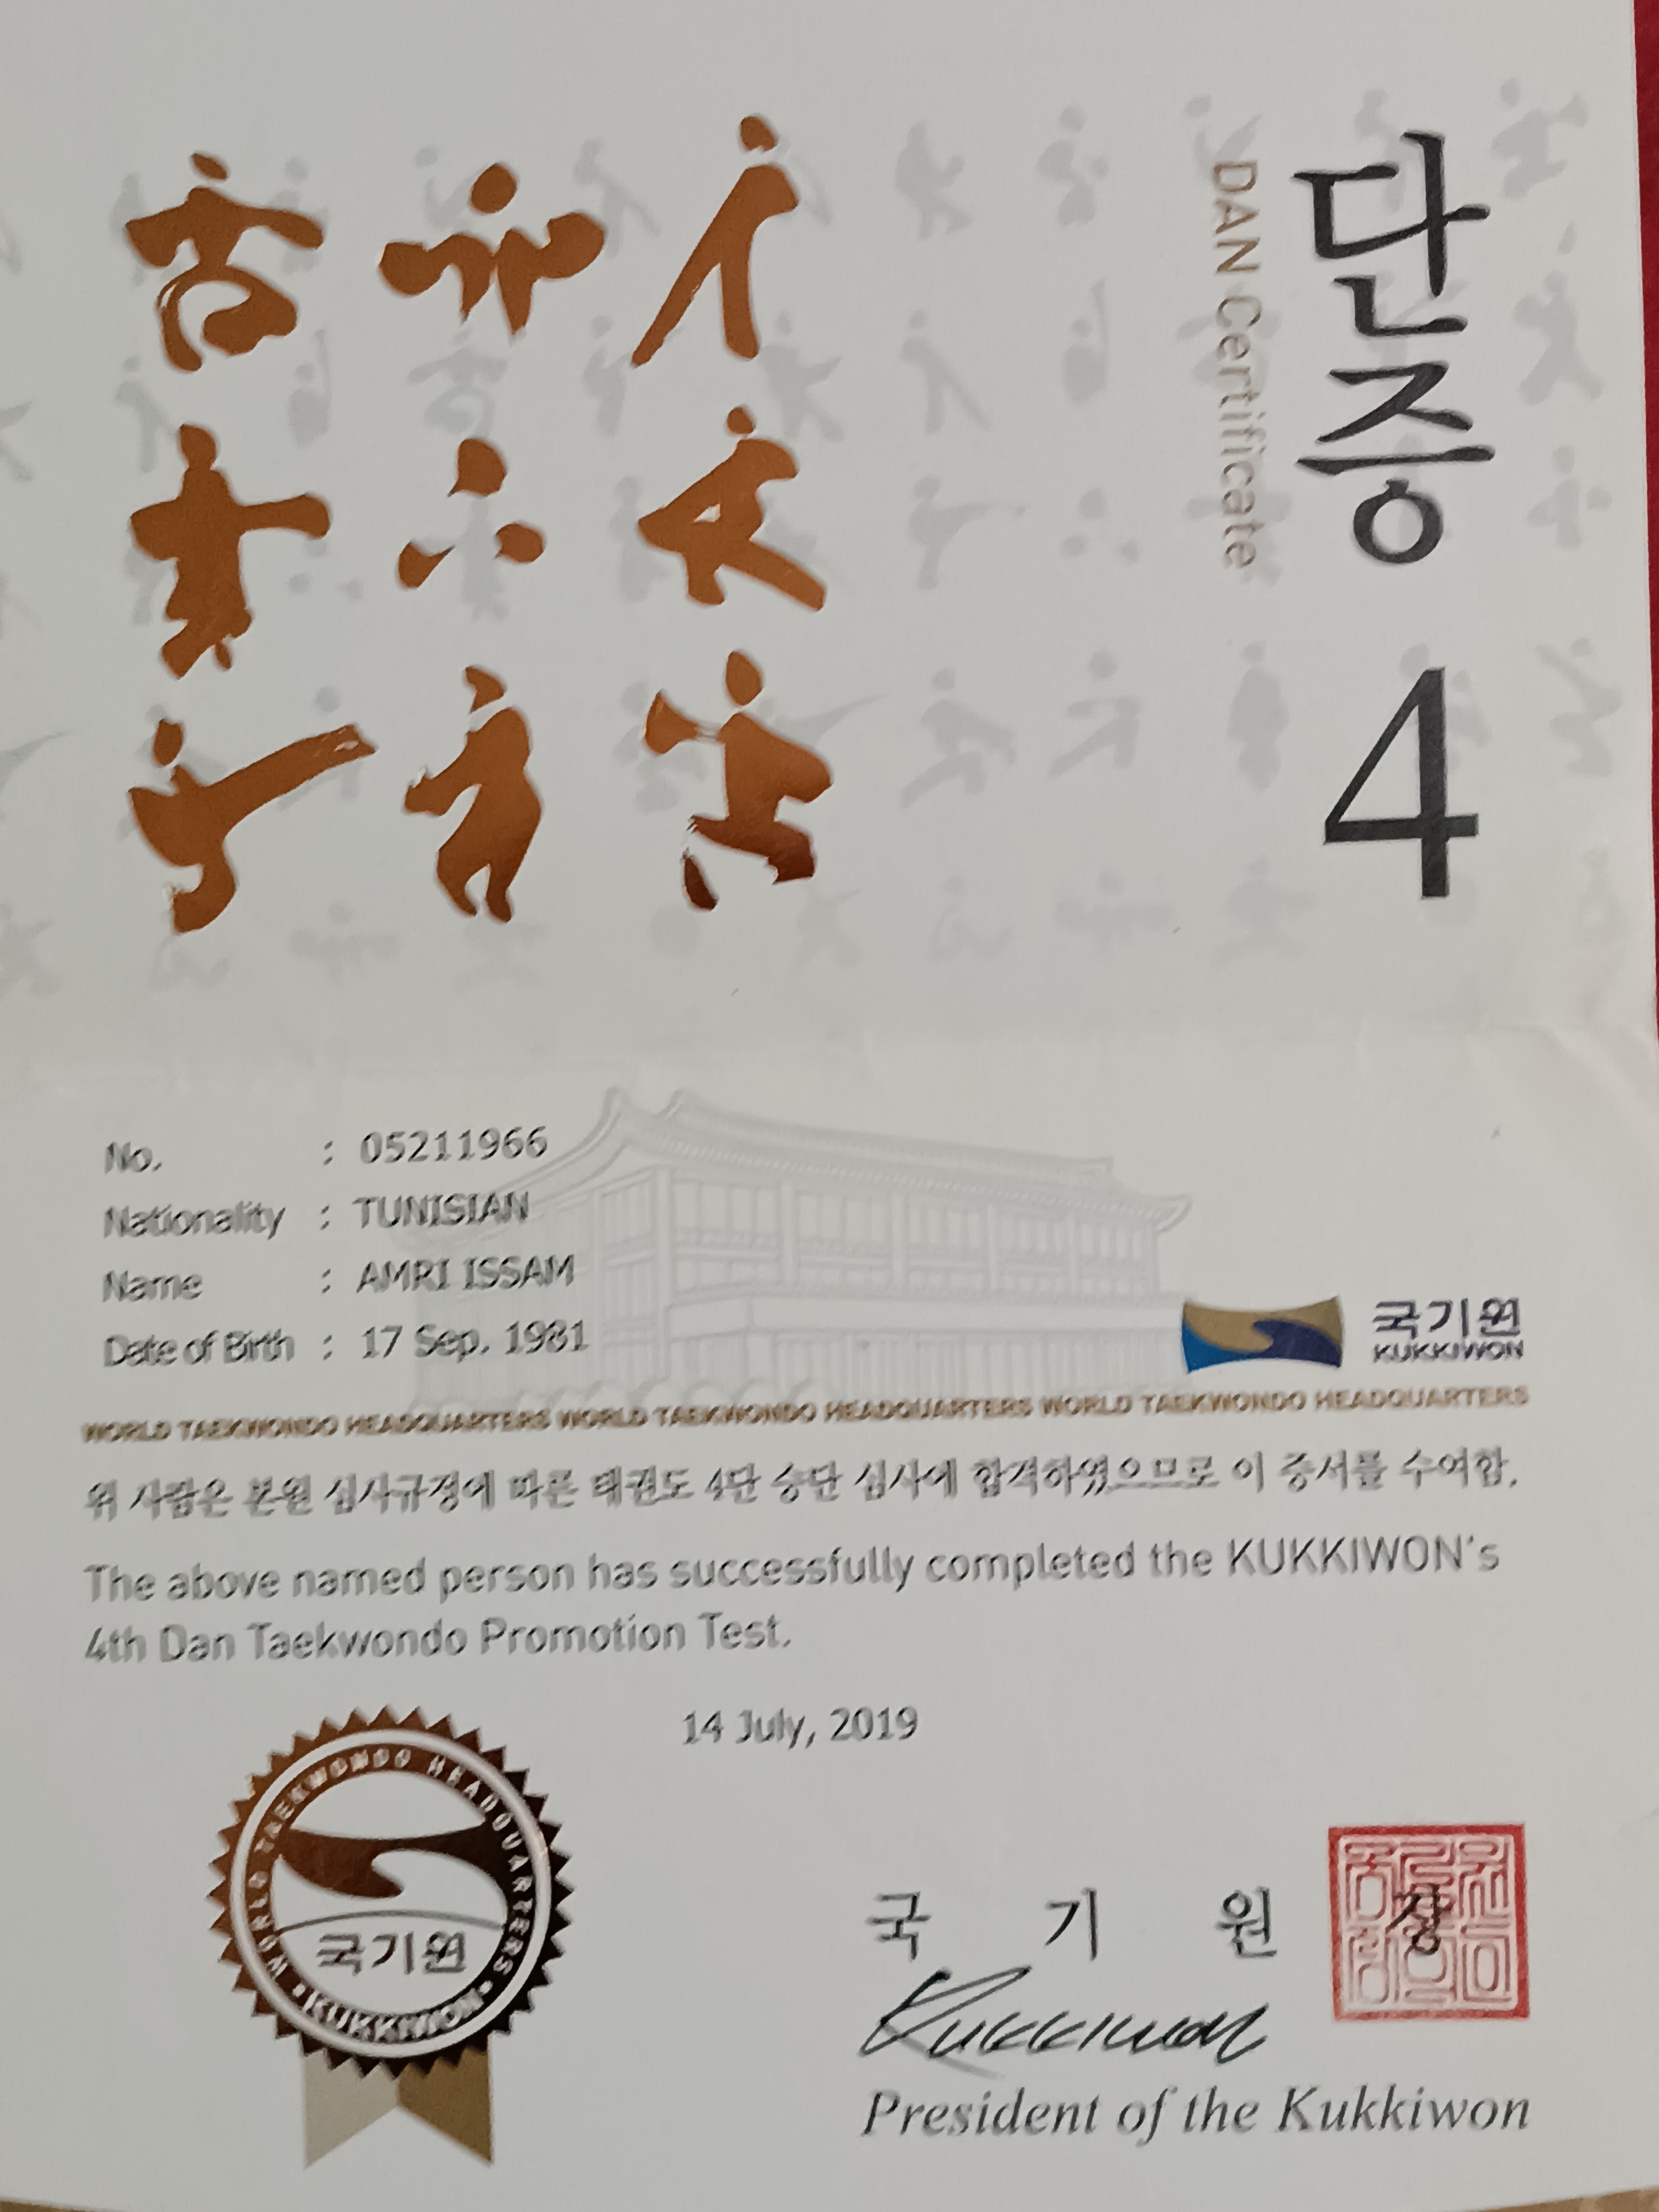 단증 4
DAN Certificate
No. : 05211966
Nationality : TUNISIAN
Name : AMRI ISSAM
Date of Birth : 17 Sep. 1981
국기원
KUKKIWON
WORLD TAEKWONDO HEADQUARTERS WORLD TAEKWONDO HEADQUARTERS WORLD TAEKWONDO HEADQUARTERS
위 사람은 본원 심사규정에 따른 태권도 4단 승단 심사에 합격하였으므로 이 증서를 수여함.
The above named person has successfully completed the KUKKIWON's
4th Dan Taekwondo Promotion Test.
14 July, 2019
WORLD TAEKWONDO HEADQUARTERS
국기원
• KUKKIWON •
국 기 원 장
Kukkiwon
President of the Kukkiwon